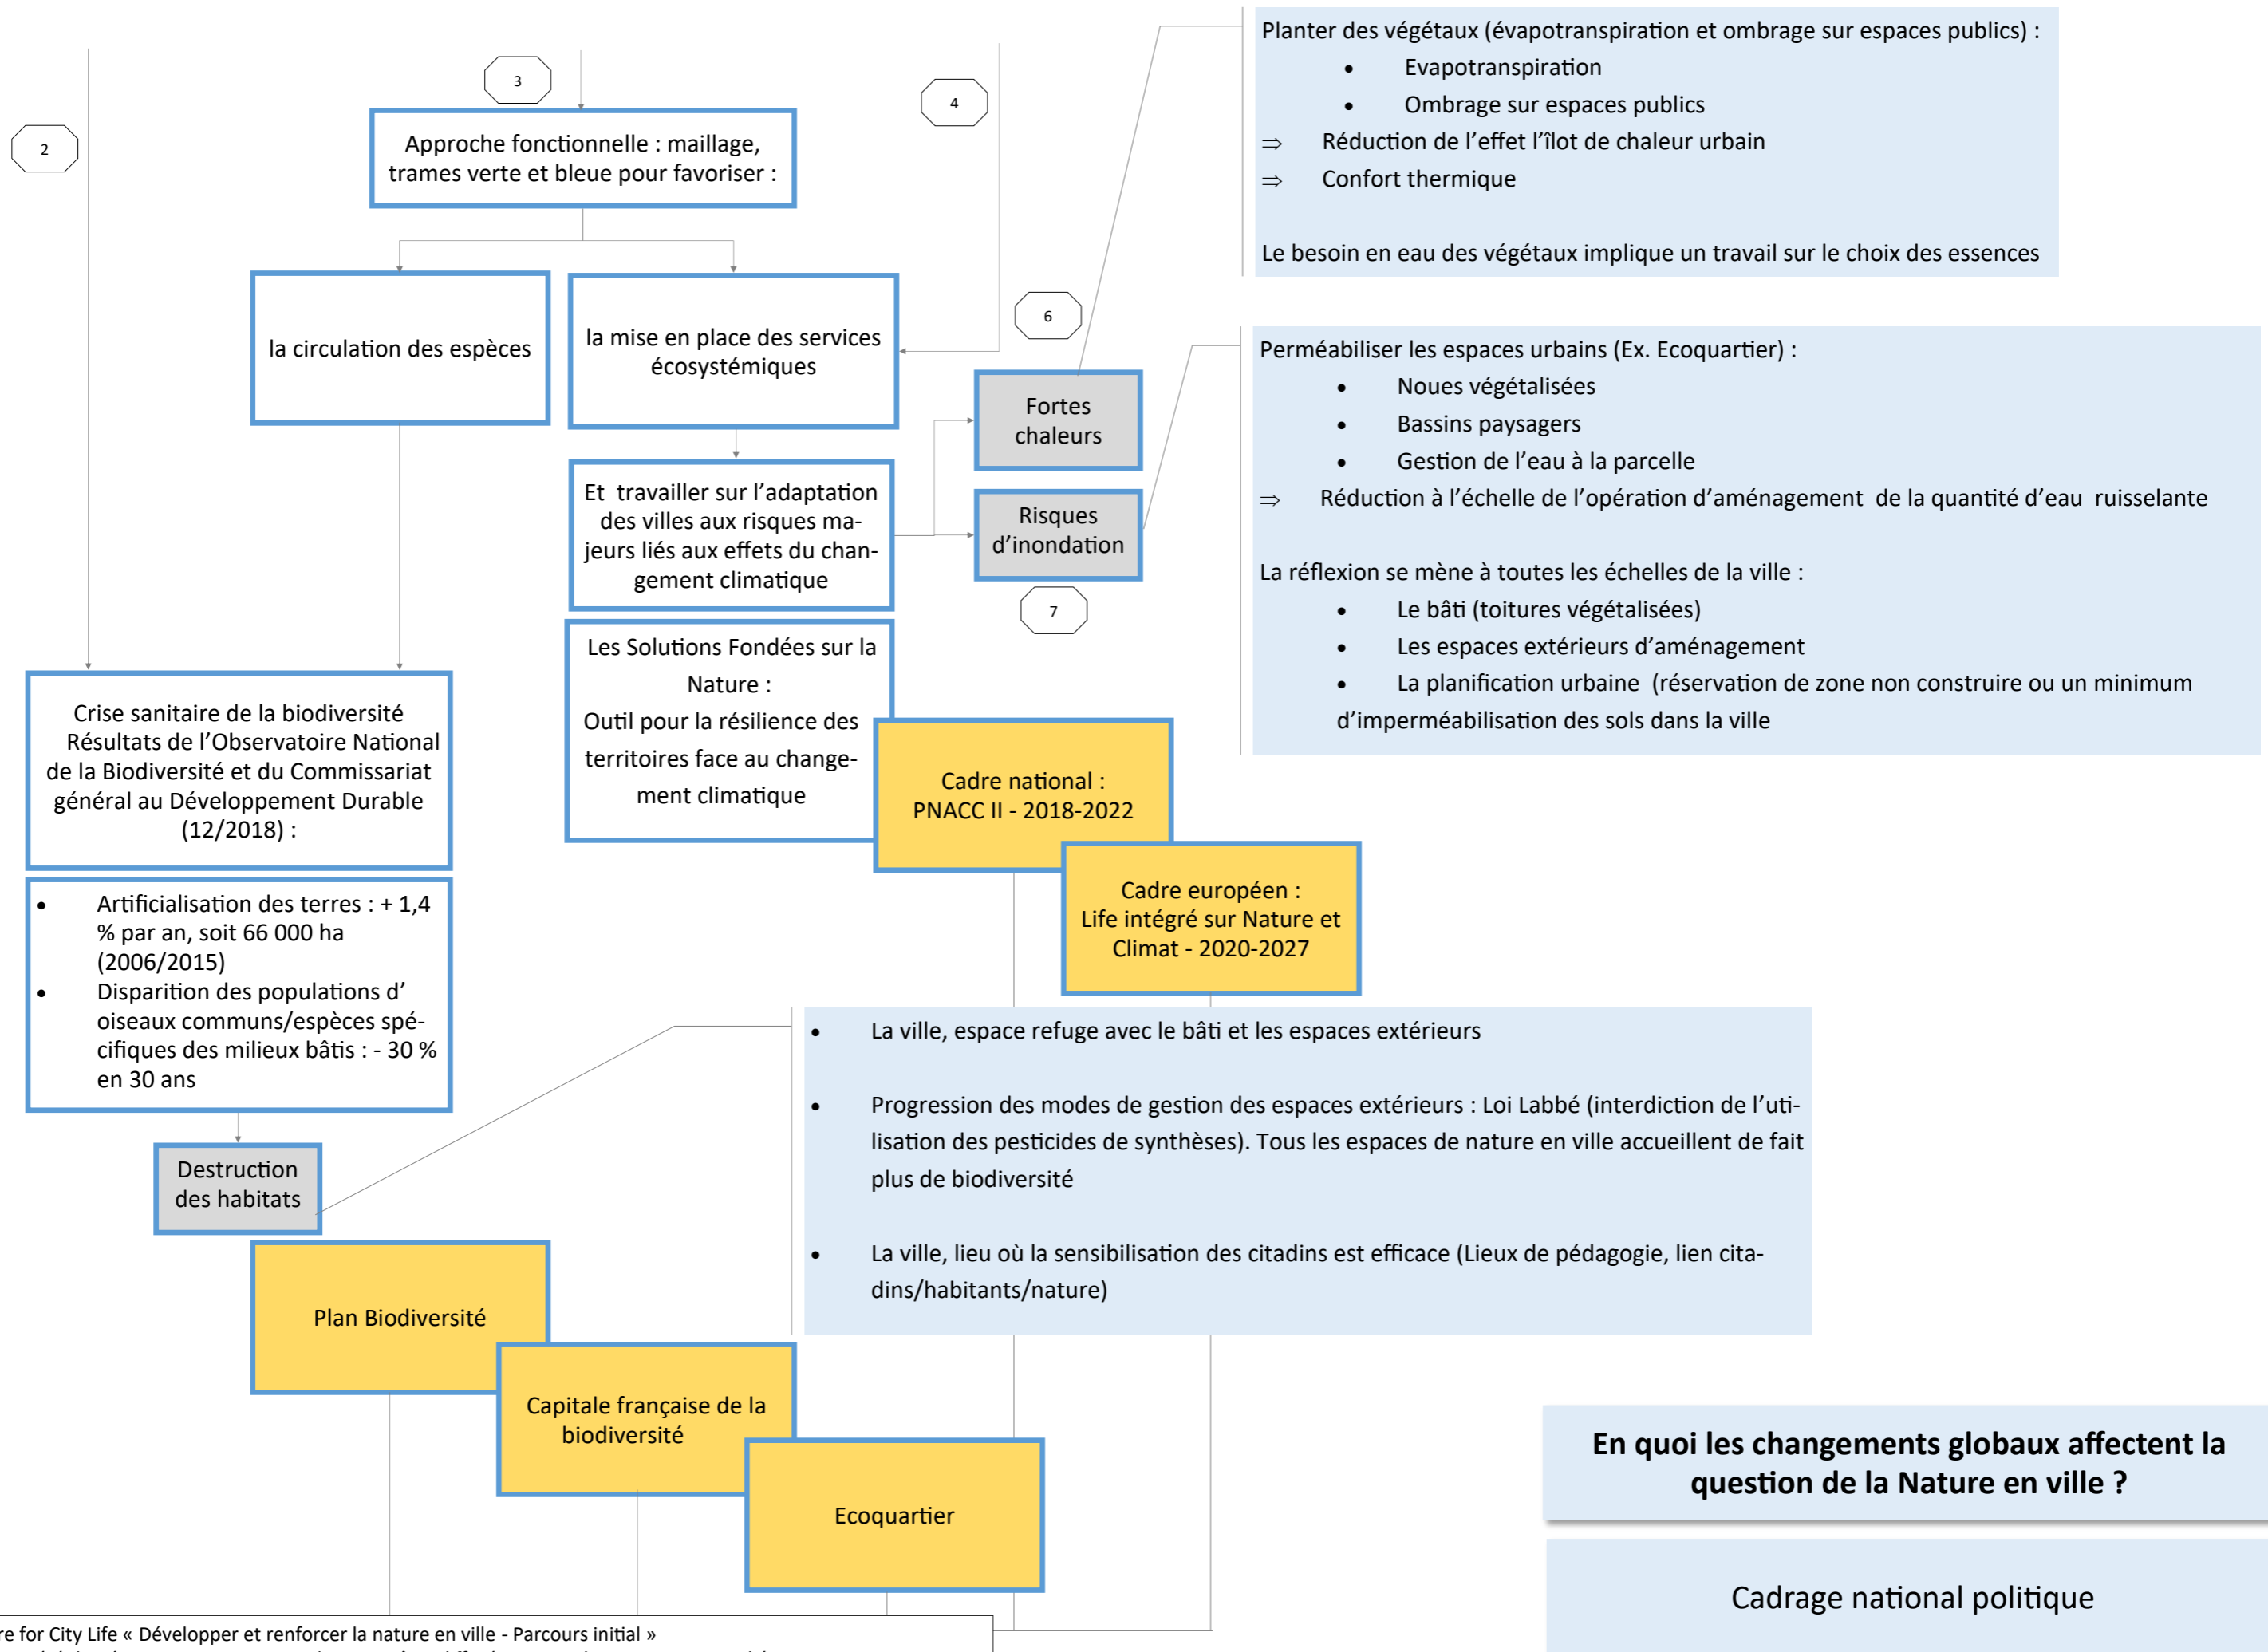 Planter des végétaux (évapotranspiration et ombrage sur espaces publics) :
• Evapotranspiration
• Ombrage sur espaces publics
⇒ Réduction de l'effet l'îlot de chaleur urbain
⇒ Confort thermique
Le besoin en eau des végétaux implique un travail sur le choix des essences
3
4
2
Approche fonctionnelle : maillage,
trames verte et bleue pour favoriser :
la circulation des espèces
la mise en place des services
écosystémiques
6
Fortes
chaleurs
Risques
d'inondation
7
Perméabiliser les espaces urbains (Ex. Ecoquartier) :
• Noues végétalisées
• Bassins paysagers
• Gestion de l'eau à la parcelle
⇒ Réduction à l'échelle de l'opération d'aménagement de la quantité d'eau ruisselante
La réflexion se mène à toutes les échelles de la ville :
• Le bâti (toitures végétalisées)
• Les espaces extérieurs d'aménagement
• La planification urbaine (réservation de zone non construire ou un minimum
d'imperméabilisation des sols dans la ville
Et travailler sur l'adaptation
des villes aux risques ma-
jeurs liés aux effets du chan-
gement climatique
Les Solutions Fondées sur la
Nature :
Outil pour la résilience des
territoires face au change-
ment climatique
Crise sanitaire de la biodiversité
Résultats de l'Observatoire National
de la Biodiversité et du Commissariat
général au Développement Durable
(12/2018) :
Cadre national :
PNACC II - 2018-2022
Cadre européen :
Life intégré sur Nature et
Climat - 2020-2027
• Artificialisation des terres : + 1,4
% par an, soit 66 000 ha
(2006/2015)
• Disparition des populations d'
oiseaux communs/espèces spé-
cifiques des milieux bâtis : - 30 %
en 30 ans
Destruction
des habitats
• La ville, espace refuge avec le bâti et les espaces extérieurs
• Progression des modes de gestion des espaces extérieurs : Loi Labbé (interdiction de l'uti-
lisation des pesticides de synthèses). Tous les espaces de nature en ville accueillent de fait
plus de biodiversité
• La ville, lieu où la sensibilisation des citadins est efficace (Lieux de pédagogie, lien cita-
dins/habitants/nature)
Plan Biodiversité
Capitale française de la
biodiversité
Ecoquartier
En quoi les changements globaux affectent la
question de la Nature en ville ?
Cadrage national politique
re for City Life « Développer et renforcer la nature en ville - Parcours initial »